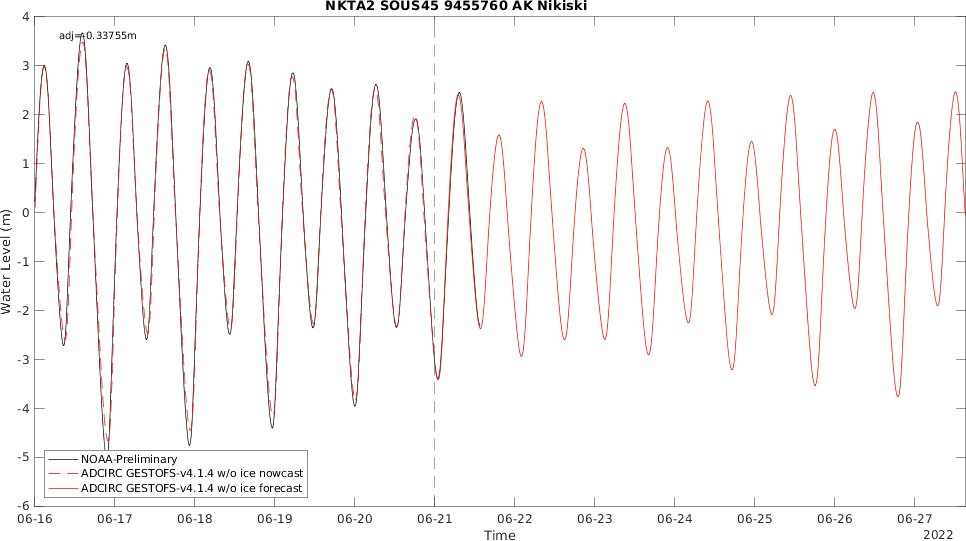 NKTA2 SOUS45 9455760 AK Nikiski
adj=-0.33755m
Water Level (m)
4
3
2
1
0
-1
-2
-3
-4
-5
-6
NOAA-Preliminary
ADCIRC GESTOFS-v4.1.4 w/o ice nowcast
ADCIRC GESTOFS-v4.1.4 w/o ice forecast
06-16 06-17 06-18 06-19 06-20 06-21 06-22 06-23 06-24 06-25 06-26 06-27
Time
2022